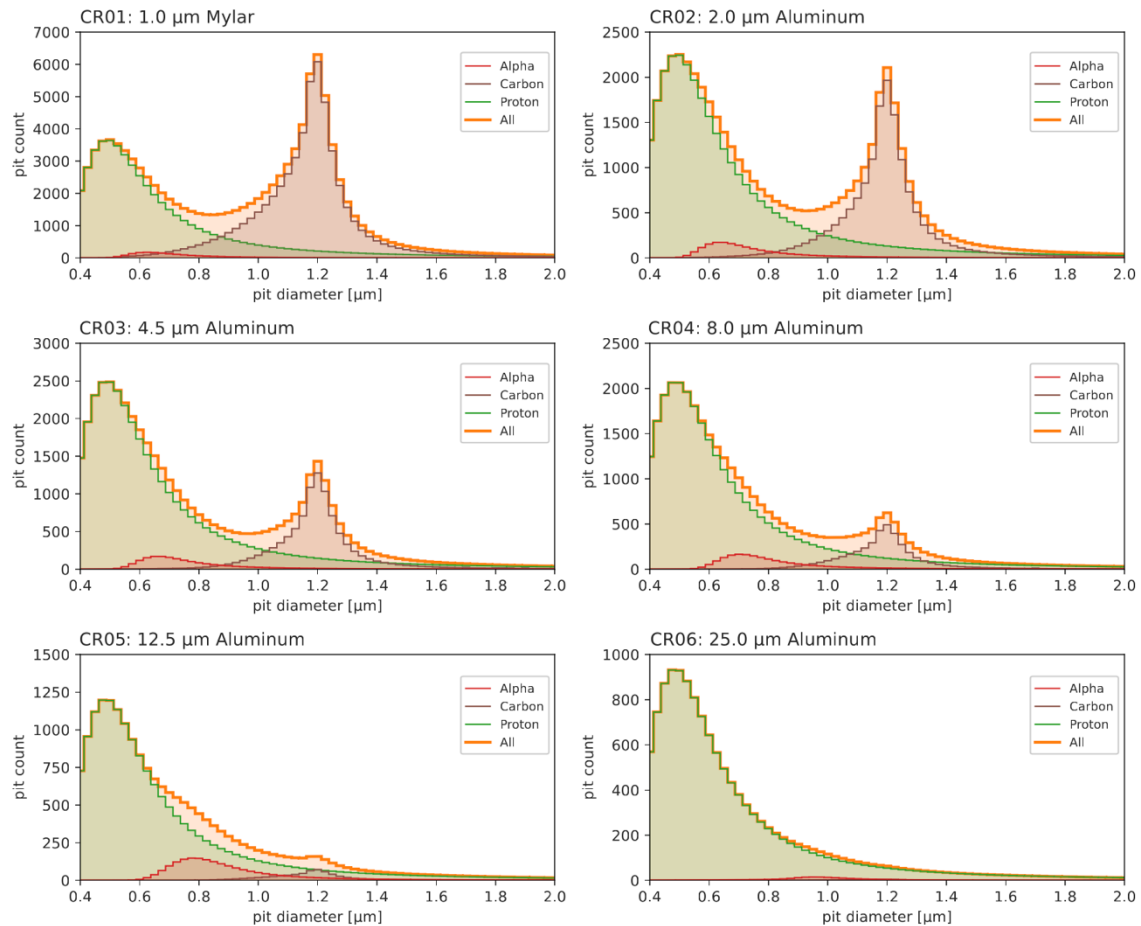 CR01: 1.0 µm Mylar
7000
6000
5000
4000
3000
2000
1000
0
pit count
Alpha
Carbon
Proton
All
0.4 0.6 0.8 1.0 1.2 1.4 1.6 1.8 2.0
pit diameter [µm]
CR02: 2.0 µm Aluminum
2500
2000
1500
1000
500
0
pit count
Alpha
Carbon
Proton
All
0.4 0.6 0.8 1.0 1.2 1.4 1.6 1.8 2.0
pit diameter [µm]
CR03: 4.5 µm Aluminum
3000
2500
2000
1500
1000
500
0
pit count
Alpha
Carbon
Proton
All
0.4 0.6 0.8 1.0 1.2 1.4 1.6 1.8 2.0
pit diameter [µm]
CR04: 8.0 µm Aluminum
2500
2000
1500
1000
500
0
pit count
Alpha
Carbon
Proton
All
0.4 0.6 0.8 1.0 1.2 1.4 1.6 1.8 2.0
pit diameter [µm]
CR05: 12.5 µm Aluminum
1500
1250
1000
750
500
250
0
pit count
Alpha
Carbon
Proton
All
0.4 0.6 0.8 1.0 1.2 1.4 1.6 1.8 2.0
pit diameter [µm]
CR06: 25.0 µm Aluminum
1000
800
600
400
200
0
pit count
Alpha
Carbon
Proton
All
0.4 0.6 0.8 1.0 1.2 1.4 1.6 1.8 2.0
pit diameter [µm]